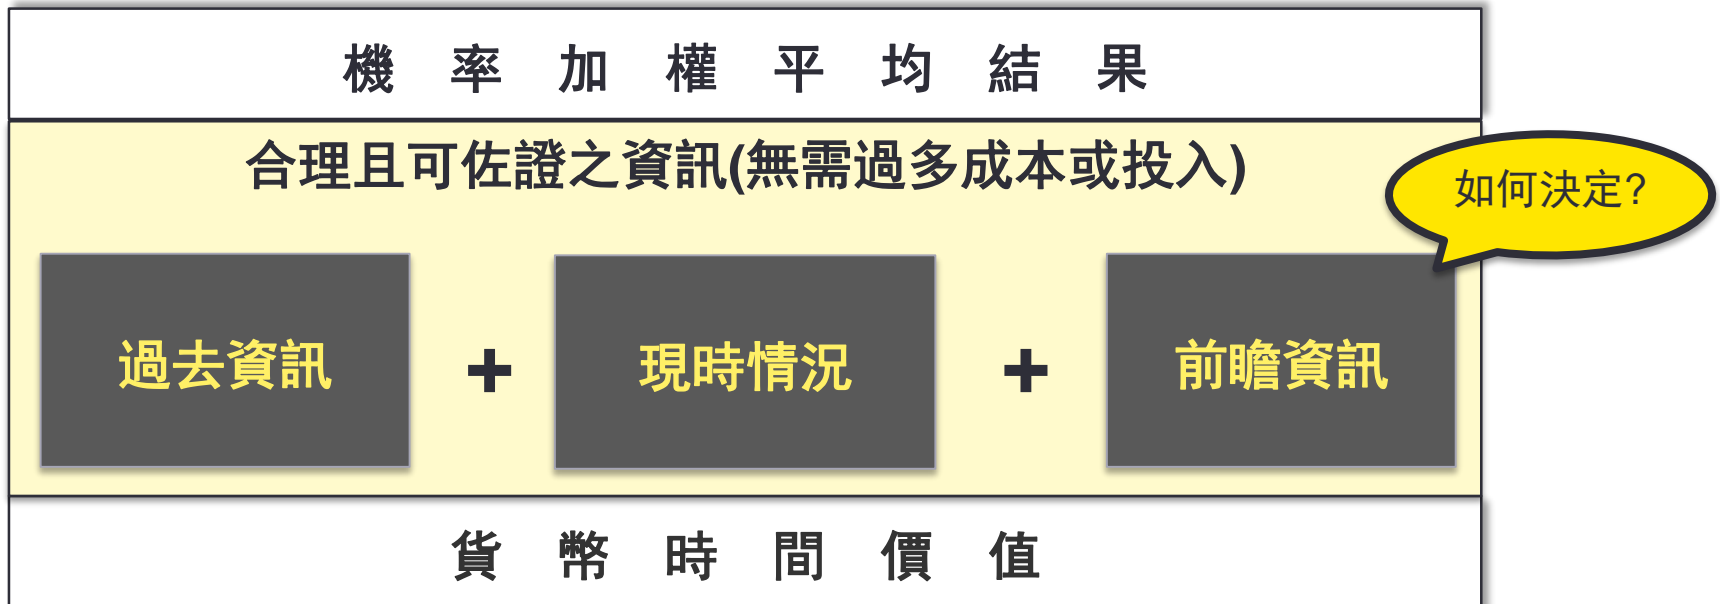 機率加權平均結果
合理且可佐證之資訊(無需過多成本或投入)
如何決定?
過去資訊
+
現時情況
+
前瞻資訊
貨幣時間價值